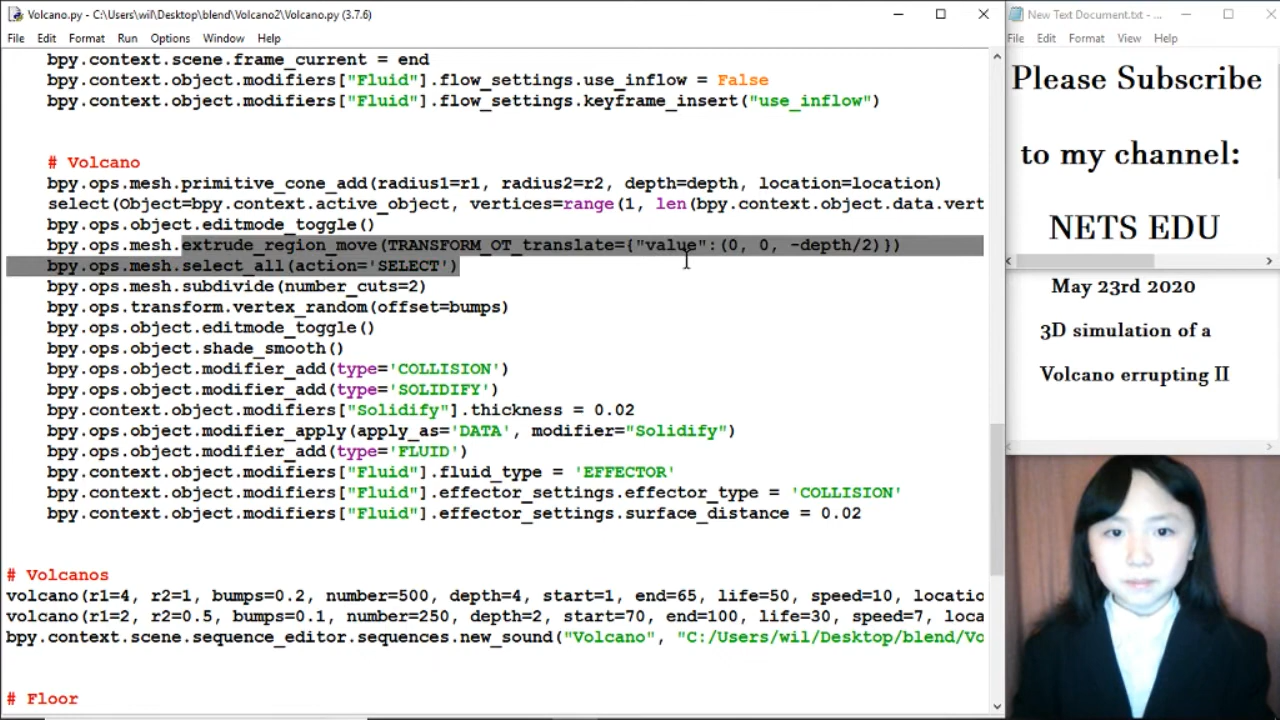 Volcano.py - C:\Users\wil\Desktop\blend\Volcano2\Volcano.py (3.7.6)
File Edit Format Run Options Window Help
bpy.context.scene.frame_current = end
bpy.context.object.modifiers["Fluid"].flow_settings.use_inflow = False
bpy.context.object.modifiers["Fluid"].flow_settings.keyframe_insert("use_inflow")
# Volcano
bpy.ops.mesh.primitive_cone_add(radius1=r1, radius2=r2, depth=depth, location=location)
select(Object=bpy.context.active_object, vertices=range(1, len(bpy.context.object.data.vert
bpy.ops.object.editmode_toggle()
bpy.ops.mesh.extrude_region_move(TRANSFORM_OT_translate={"value":(0, 0, -depth/2)})
bpy.ops.mesh.select_all(action='SELECT')
bpy.ops.mesh.subdivide(number_cuts=2)
bpy.ops.transform.vertex_random(offset=bumps)
bpy.ops.object.editmode_toggle()
bpy.ops.object.shade_smooth()
bpy.ops.object.modifier_add(type='COLLISION')
bpy.ops.object.modifier_add(type='SOLIDIFY')
bpy.context.object.modifiers["Solidify"].thickness = 0.02
bpy.ops.object.modifier_apply(apply_as='DATA', modifier="Solidify")
bpy.ops.object.modifier_add(type='FLUID')
bpy.context.object.modifiers["Fluid"].fluid_type = 'EFFECTOR'
bpy.context.object.modifiers["Fluid"].effector_settings.effector_type = 'COLLISION'
bpy.context.object.modifiers["Fluid"].effector_settings.surface_distance = 0.02
# Volcanos
volcano(r1=4, r2=1, bumps=0.2, number=500, depth=4, start=1, end=65, life=50, speed=10, locatio
volcano(r1=2, r2=0.5, bumps=0.1, number=250, depth=2, start=70, end=100, life=30, speed=7, loca
bpy.context.scene.sequence_editor.sequences.new_sound("Volcano", "C:/Users/wil/Desktop/blend/Vo
# Floor
New Text Document.txt - ...
File Edit Format View Help
Please Subscribe
to my channel:
NETS EDU
May 23rd 2020
3D simulation of a
Volcano errupting II